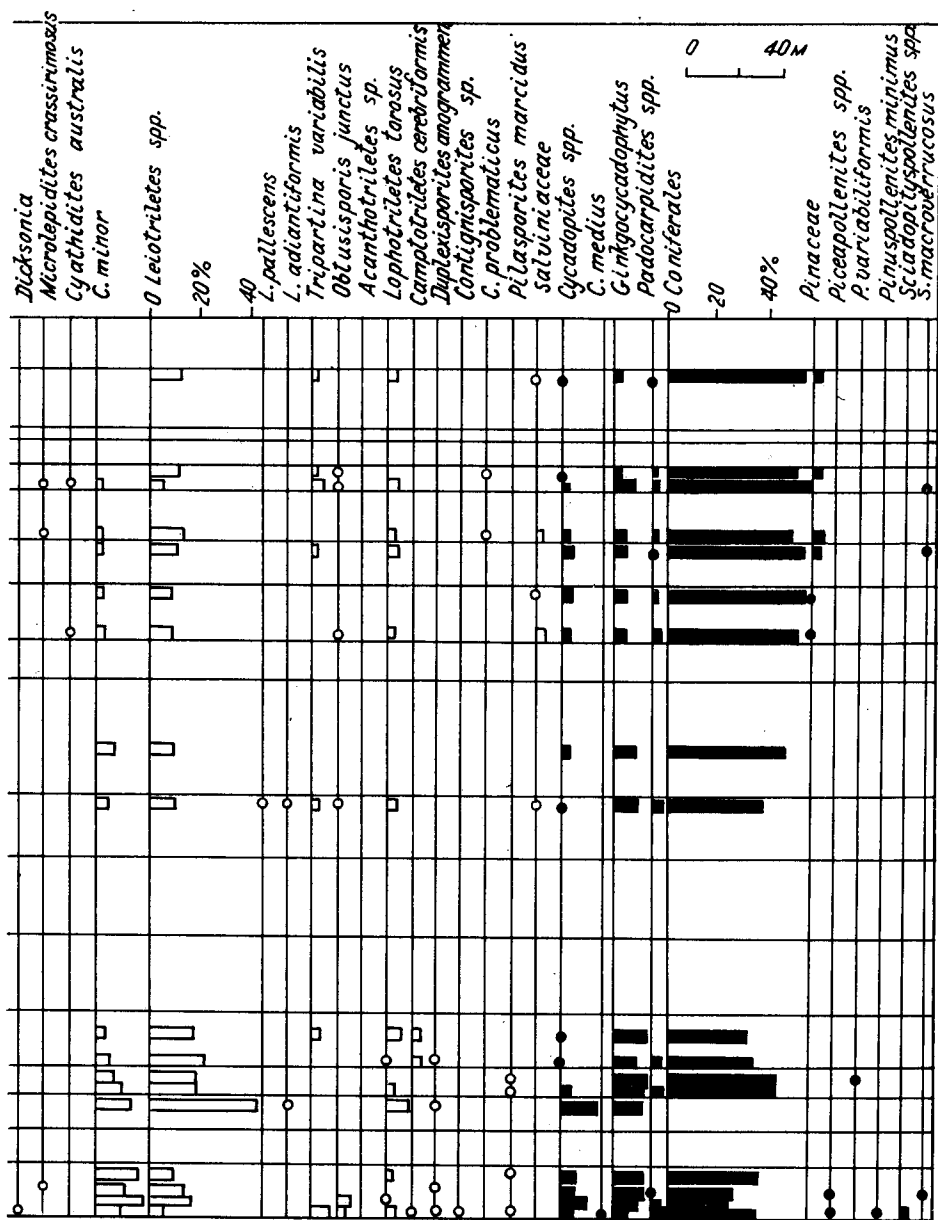 Dicksonia
Microlepidites crassirimosus
Cyathidites australis
C. minor
0 Leiotriletes spp.
20%
40
L. pallescens
L. adiantiformis
Tripartina variabilis
Obtusisporis junctus
Acanthotriletes sp.
Lophotriletes torosus
Camptotriletes cerebriformis
Duplexisporites anogrammensis
Contignisporites sp.
C. problematicus
Pilasporites marcidus
Salviniaceae
Cycadopites spp
C. medius
Ginkgocycadophytus
Podocarpidites spp.
0 Coniferales
20
40%
Pinaceae
Piceapollenites spp.
P. variabiliformis
Pinuspollenites minimus
Sciadopityspollenites spp.
S. macroverrucosus
0 40 м